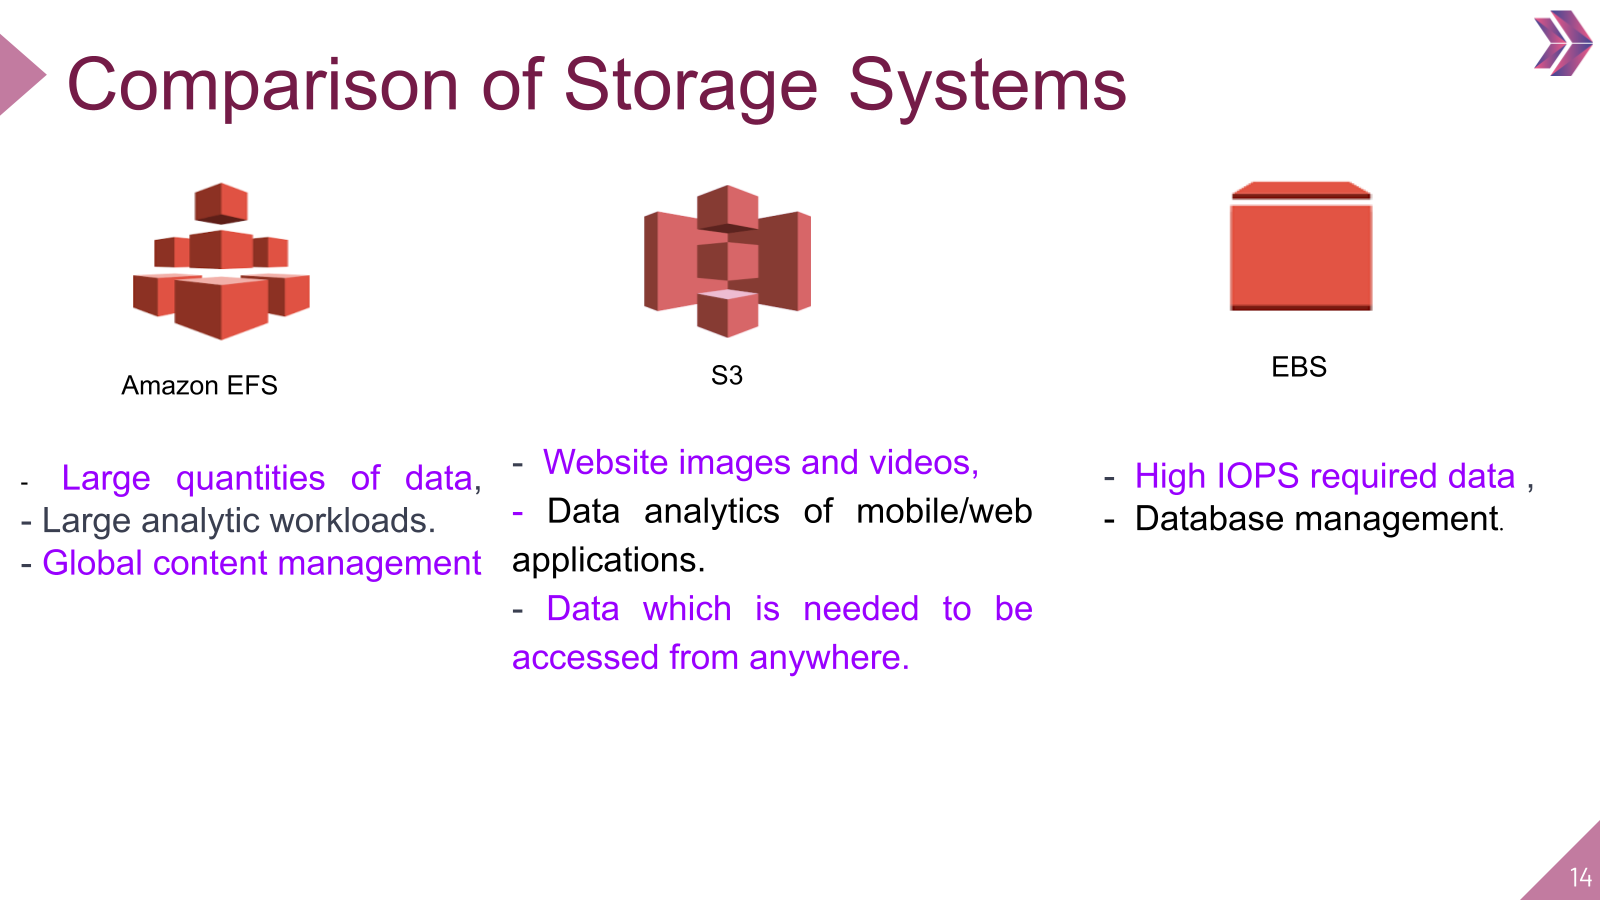 Comparison of Storage Systems
Amazon EFS
- Large quantities of data,
- Large analytic workloads.
- Global content management
S3
- Website images and videos,
- Data analytics of mobile/web
applications.
- Data which is needed to be
accessed from anywhere.
EBS
- High IOPS required data ,
- Database management.
14